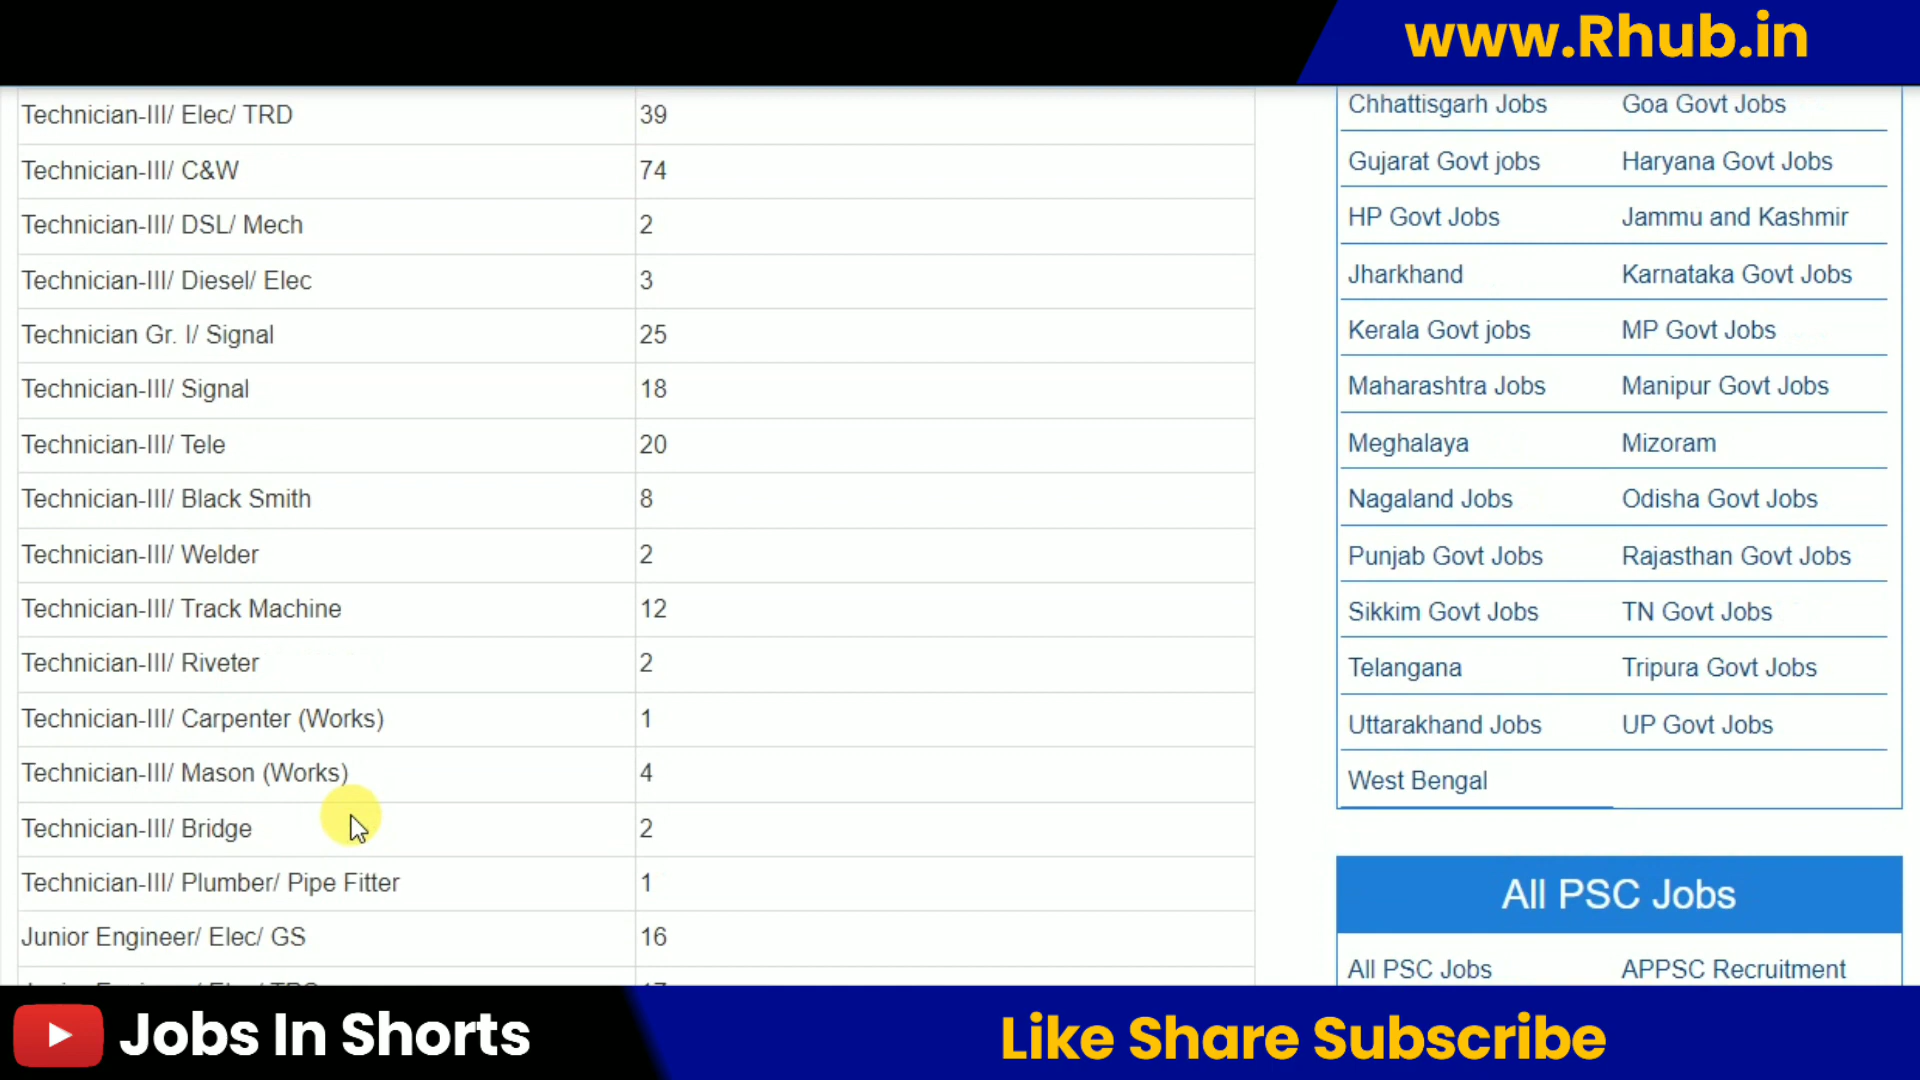 www.Rhub.in
Technician-III/ Elec/ TRD 39
Technician-III/ C&W 74
Technician-III/ DSL/ Mech 2
Technician-III/ Diesel/ Elec 3
Technician Gr. I/ Signal 25
Technician-III/ Signal 18
Technician-III/ Tele 20
Technician-III/ Black Smith 8
Technician-III/ Welder 2
Technician-III/ Track Machine 12
Technician-III/ Riveter 2
Technician-III/ Carpenter (Works) 1
Technician-III/ Mason (Works) 4
Technician-III/ Bridge 2
Technician-III/ Plumber/ Pipe Fitter 1
Junior Engineer/ Elec/ GS 16
Chhattisgarh Jobs Goa Govt Jobs
Gujarat Govt jobs Haryana Govt Jobs
HP Govt Jobs Jammu and Kashmir
Jharkhand Karnataka Govt Jobs
Kerala Govt jobs MP Govt Jobs
Maharashtra Jobs Manipur Govt Jobs
Meghalaya Mizoram
Nagaland Jobs Odisha Govt Jobs
Punjab Govt Jobs Rajasthan Govt Jobs
Sikkim Govt Jobs TN Govt Jobs
Telangana Tripura Govt Jobs
Uttarakhand Jobs UP Govt Jobs
West Bengal
All PSC Jobs
All PSC Jobs APPSC Recruitment
Jobs In Shorts
Like Share Subscribe